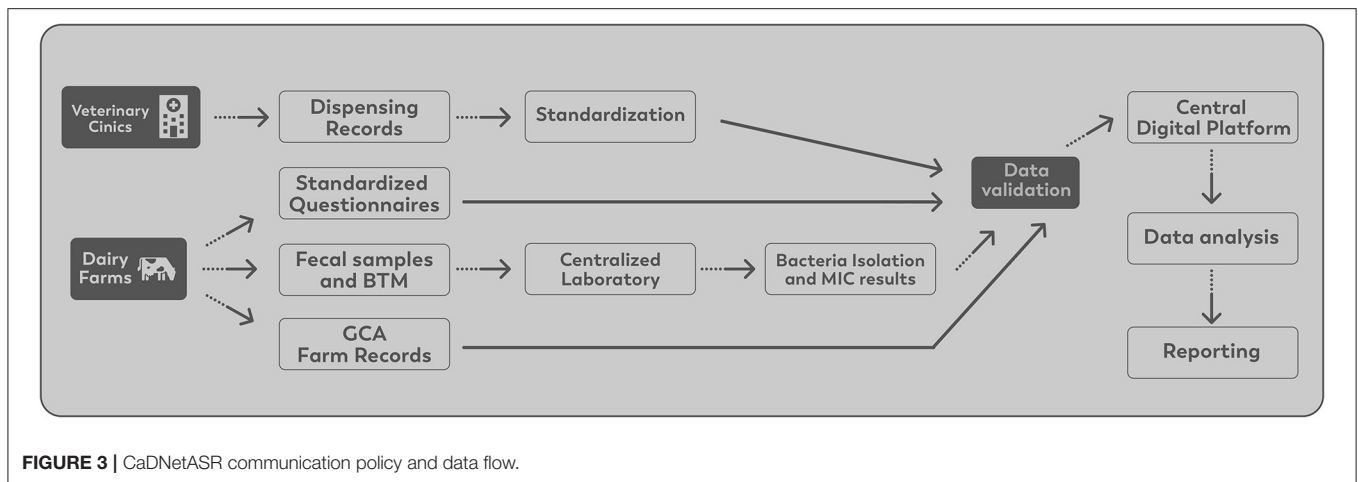 Veterinary
Cinics
Dispensing
Records
Standardization
Standardized
Questionnaires
Dairy
Farms
Fecal samples
and BTM
Centralized
Laboratory
Bacteria Isolation
and MIC results
GCA
Farm Records
Data
validation
Central
Digital Platform
Data analysis
Reporting
FIGURE 3 | CaDNetASR communication policy and data flow.